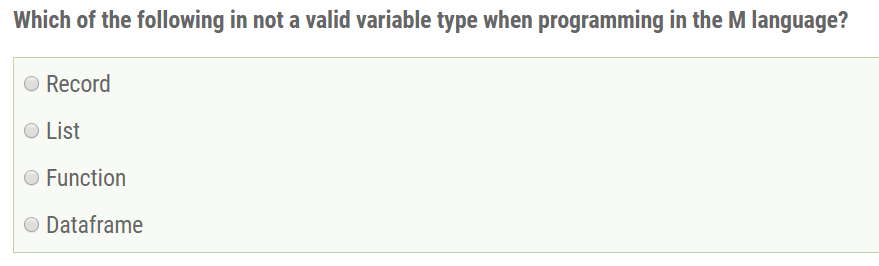 Which of the following in not a valid variable type when programming in the M language?
Record
List
Function
Dataframe